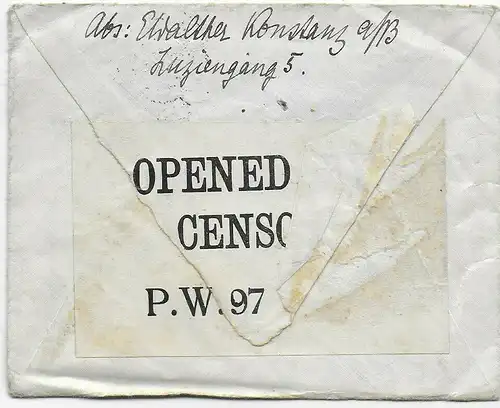 Abs: E. Walther Konstanz a/B
Luziengang 5.
OPENED
CENSO
P.W. 97